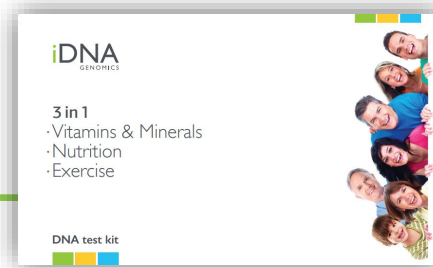 iDNA
GENOMICS
3 in 1
·Vitamins & Minerals
·Nutrition
·Exercise
DNA test kit